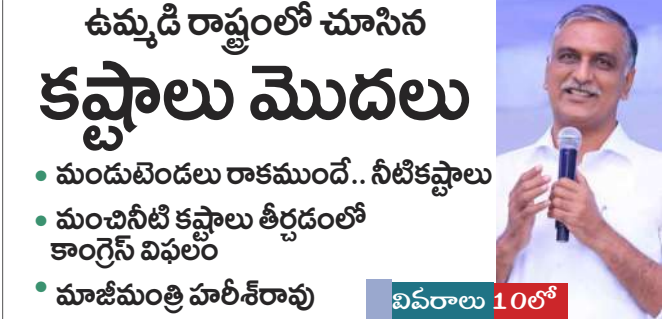 ఉమ్మడి రాష్ట్రంలో చూసిన
కష్టాలు మొదలు
• మండుటెండలు రాకముందే.. నీటికష్టాలు
• మంచినీటి కష్టాలు తీర్చడంలో
కాంగ్రెస్ విఫలం
• మాజీమంత్రి హరీశ్‌రావు
వివరాలు 10లో